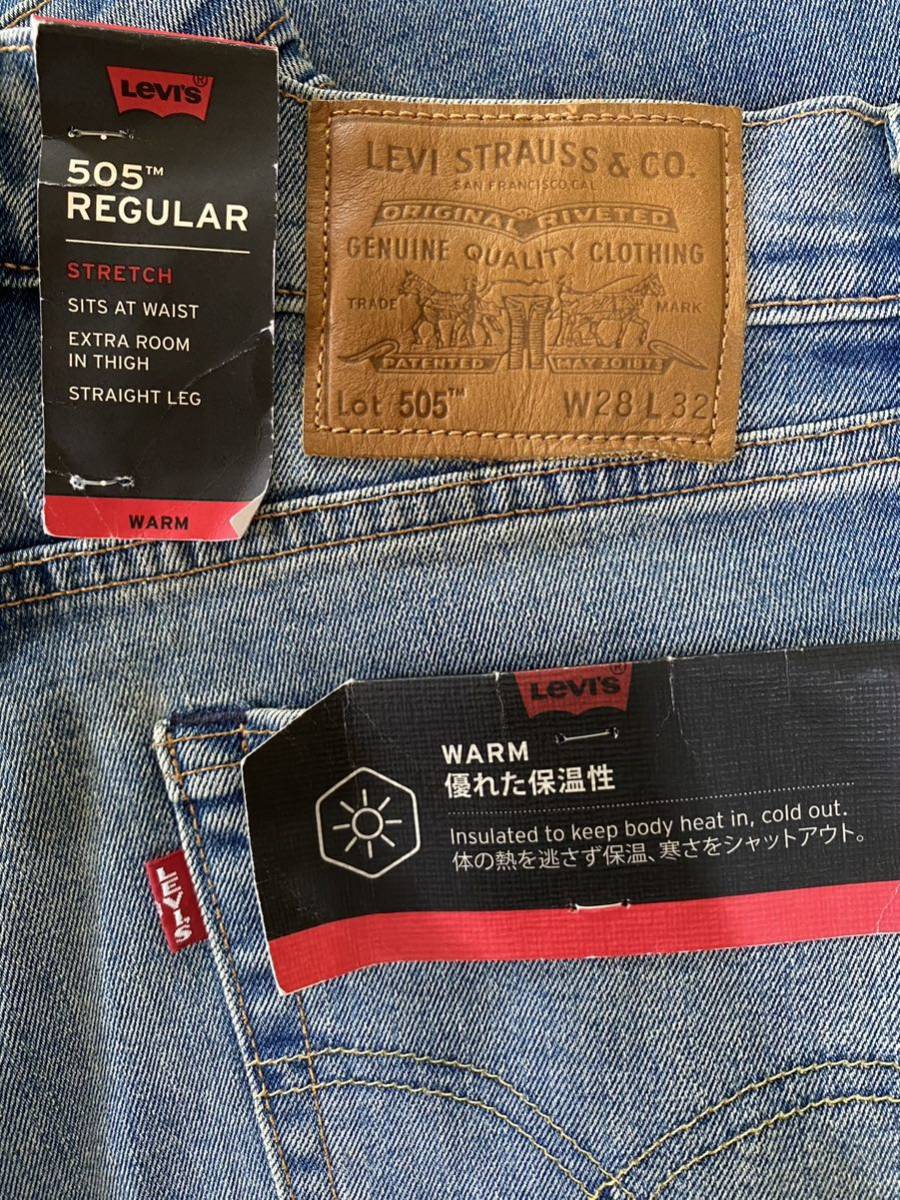 Levi's®
505™
REGULAR
STRETCH
SITS AT WAIST
EXTRA ROOM
IN THIGH
STRAIGHT LEG
WARM
LEVI STRAUSS & CO.
SAN FRANCISCO CAL
ORIGINAL RIVETED
GENUINE QUALITY CLOTHING
TRADE MARK
PATENTED MAY 20 1873
Lot 505™ W28 L 32
Levi's®
WARM
優れた保温性
Insulated to keep body heat in, cold out.
体の熱を逃さず保温、寒さをシャットアウト。
LEVI'S